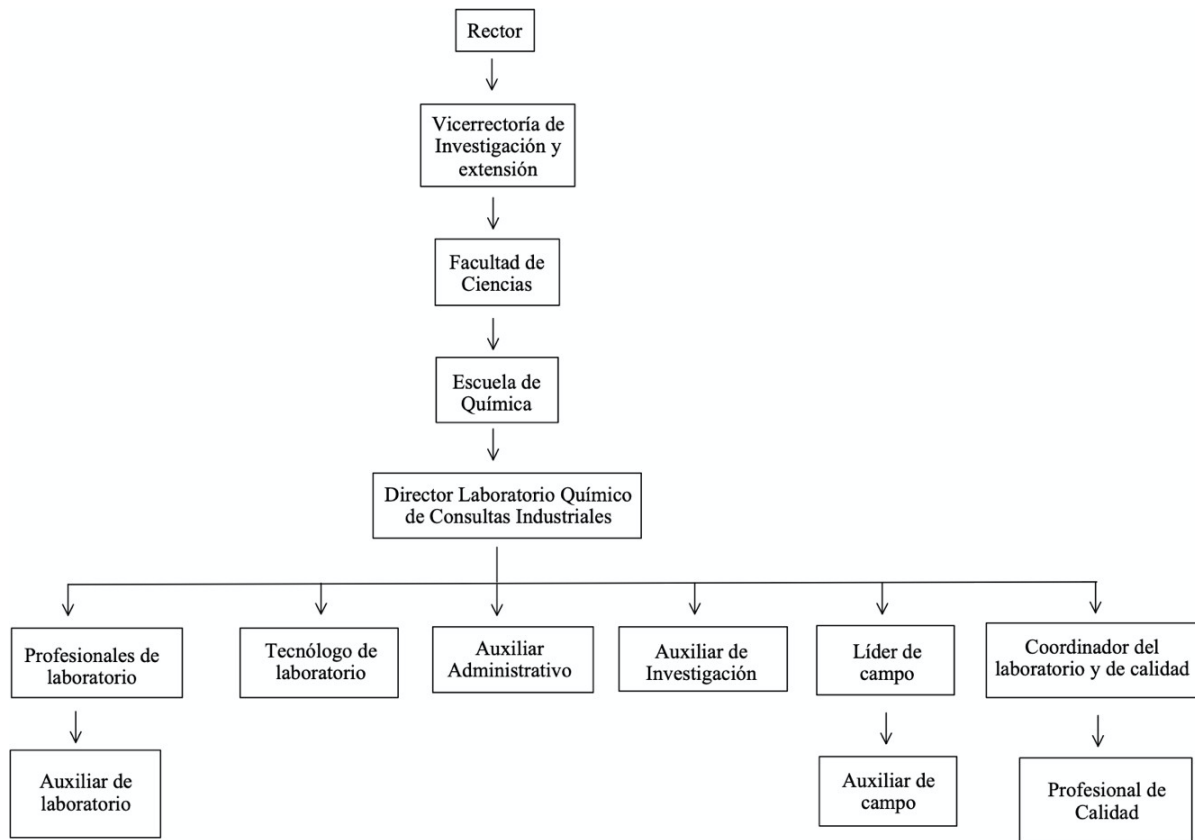 Rector
Vicerrectoría de
Investigación y
extensión
Facultad de
Ciencias
Escuela de
Química
Director Laboratorio Químico
de Consultas Industriales
Profesionales de
laboratorio
Tecnólogo de
laboratorio
Auxiliar
Administrativo
Auxiliar de
Investigación
Líder de
campo
Coordinador del
laboratorio y de calidad
Auxiliar de
laboratorio
Auxiliar de
campo
Profesional de
Calidad